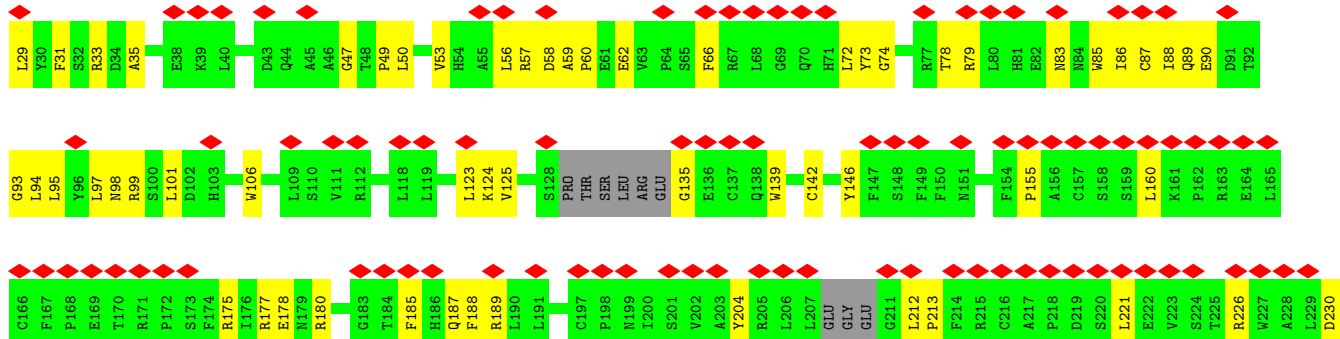 L29 Y30 F31 S32 R33 D34 A35 E38 K39 L40 D43 Q44 A45 A46 G47 T48 P49 L50 V53 H54 A55 L56 R57 D58 A59 P60 E61 E62 V63 P64 S65 F66 R67 L68 G69 Q70 H71 L72 Y73 G74 R77 T78 R79 L80 H81 E82 N83 N84 W85 I86 C87 I88 Q89 E90 D91 T92
G93 L94 L95 Y96 L97 N98 R99 S100 L101 D102 H103 W106 L109 S110 V111 R112 L118 L119 L123 K124 V125 S128 PRO THR SER LEU ARG GLU G135 E136 C137 Q138 W139 C142 Y146 F147 S148 F149 F150 N151 F154 P155 A156 C157 S158 S159 L160 K161 P162 R163 E164 L165
C166 F167 P168 E169 T170 R171 P172 S173 F174 R175 I176 R177 E178 N179 R180 G183 T184 F185 H186 Q187 F188 R189 L190 L191 C197 P198 N199 I200 S201 V202 A203 Y204 R205 L206 L207 GLU GLY GLU G211 L212 P213 F214 R215 C216 A217 P218 D219 S220 L221 E222 V223 S224 T225 R226 W227 A228 L229 D230